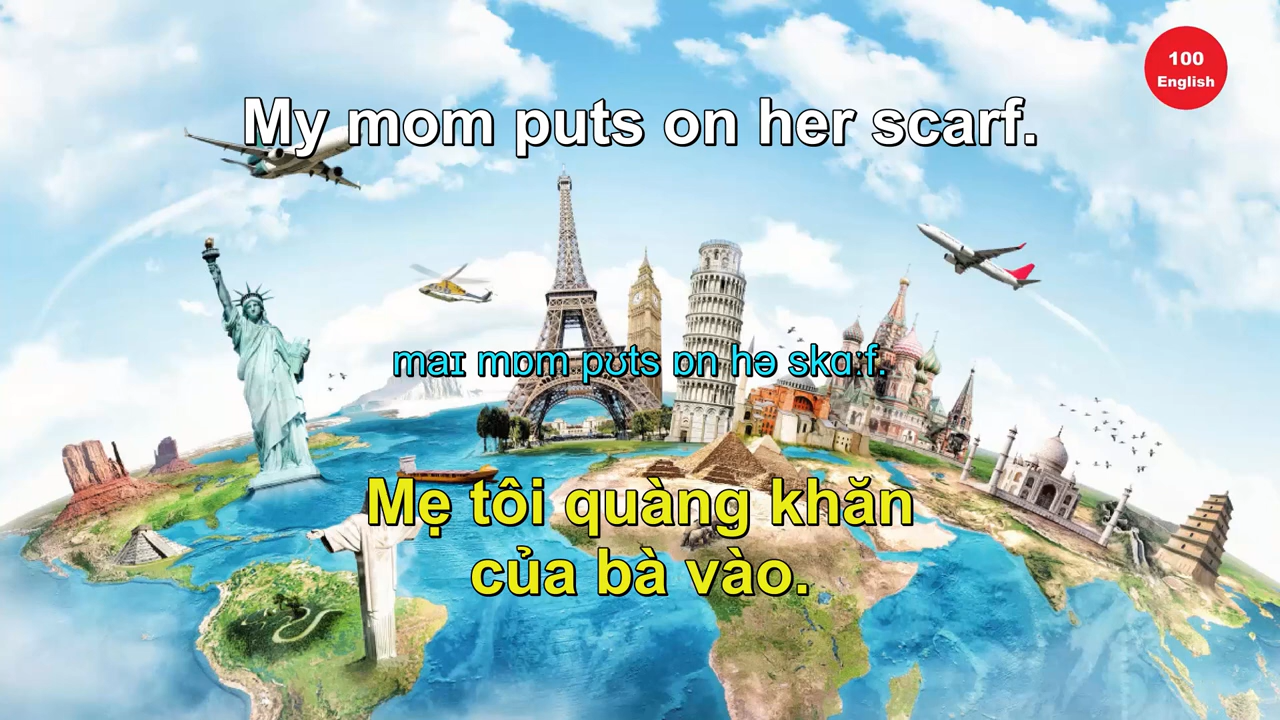 100
English
My mom puts on her scarf.
maɪ mɒm pʊts ɒn hə skɑːf.
Mẹ tôi quàng khăn
của bà vào.